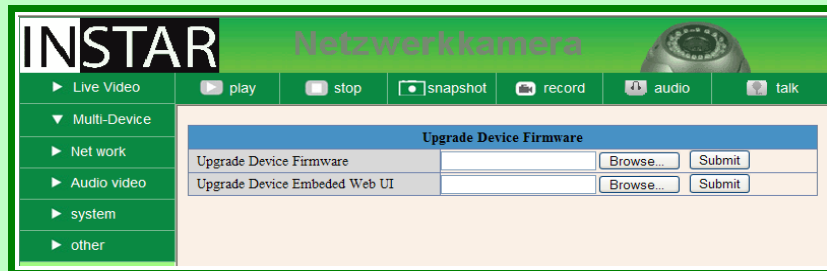 INSTAR Netzwerkkamera
Live Video play stop snapshot record audio talk
Multi-Device
Net work
Audio video
system
other
Upgrade Device Firmware
Upgrade Device Firmware Browse... Submit
Upgrade Device Embeded Web UI Browse... Submit